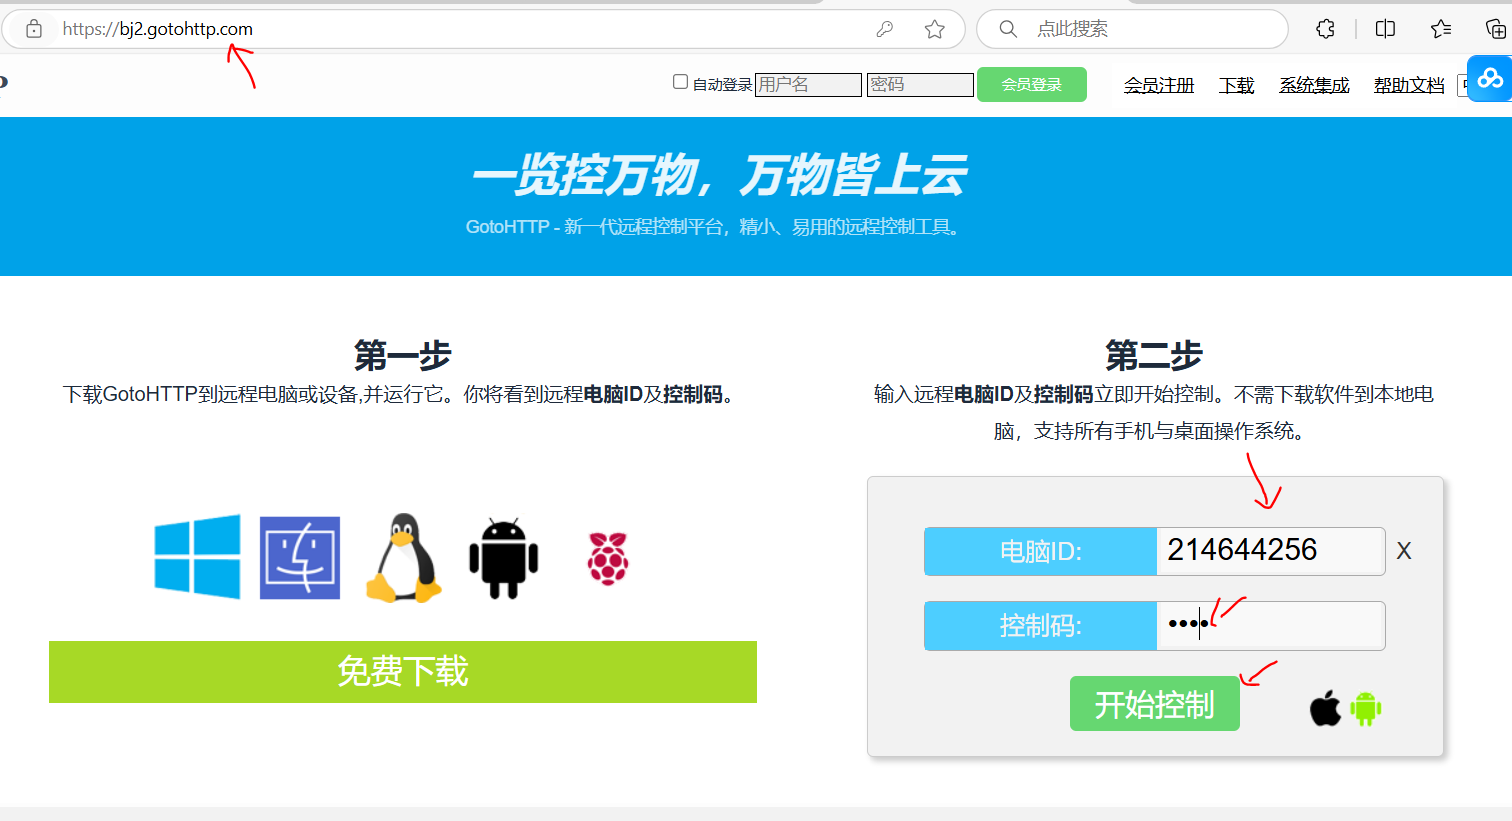 https://bj2.gotohttp.com
点此搜索
自动登录 用户名 密码 会员登录 会员注册 下载 系统集成 帮助文档
一览控万物，万物皆上云
GotoHTTP - 新一代远程控制平台，精小、易用的远程控制工具。
第一步
下载GotoHTTP到远程电脑或设备,并运行它。你将看到远程电脑ID及控制码。
免费下载
第二步
输入远程电脑ID及控制码立即开始控制。不需下载软件到本地电
脑，支持所有手机与桌面操作系统。
电脑ID: 214644256 X
控制码: ••••
开始控制